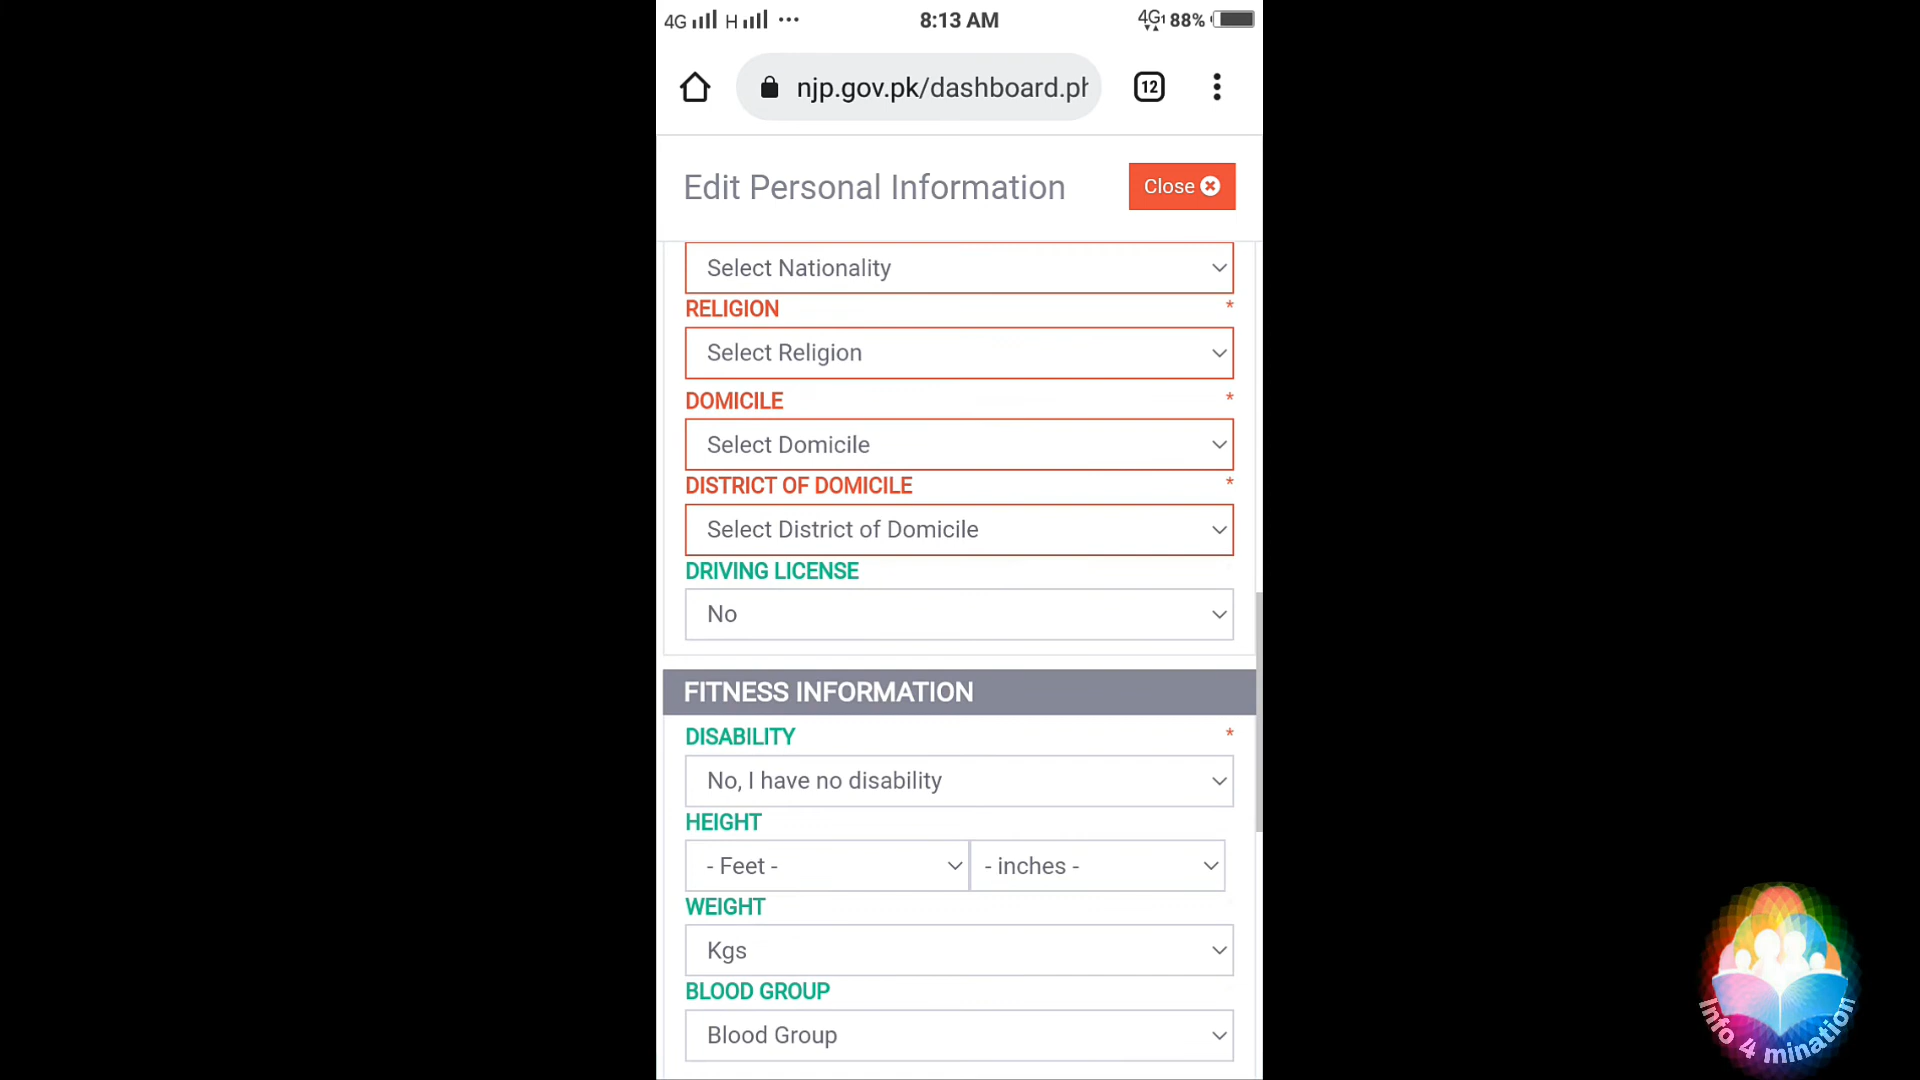 4G H ••• 8:13 AM 4G 88%
njp.gov.pk/dashboard.ph 12
Edit Personal Information Close
Select Nationality
RELIGION *
Select Religion
DOMICILE *
Select Domicile
DISTRICT OF DOMICILE *
Select District of Domicile
DRIVING LICENSE
No
FITNESS INFORMATION
DISABILITY *
No, I have no disability
HEIGHT
- Feet - - inches -
WEIGHT
Kgs
BLOOD GROUP
Blood Group
Info 4 mination